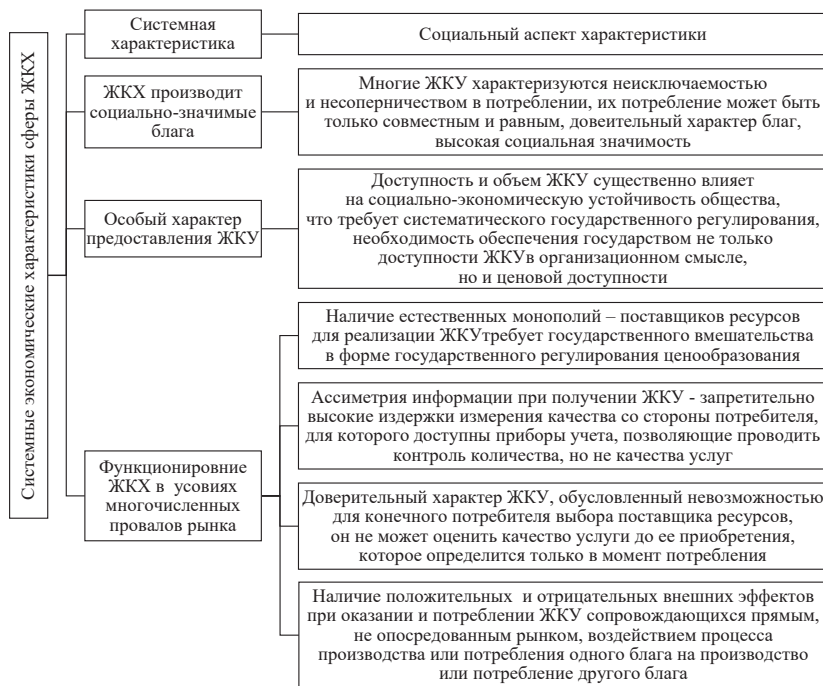 Системные экономические характеристики сферы ЖКХ
Системная
характеристика
Социальный аспект характеристики
ЖКХ производит
социально-значимые
блага
Многие ЖКУ характеризуются неисключаемостью
и несоперничеством в потреблении, их потребление может быть
только совместным и равным, довеительный характер благ,
высокая социальная значимость
Особый характер
предоставления ЖКУ
Доступность и объем ЖКУ существенно влияет
на социально-экономическую устойчивость общества,
что требует систематического государственного регулирования,
необходимость обеспечения государством не только
доступности ЖКУв организационном смысле,
но и ценовой доступности
Функционировние
ЖКХ в усовиях
многочисленных
провалов рынка
Наличие естественных монополий – поставщиков ресурсов
для реализации ЖКУтребует государственного вмешательства
в форме государственного регулирования ценообразования
Ассиметрия информации при получении ЖКУ - запретительно
высокие издержки измерения качества со стороны потребителя,
для которого доступны приборы учета, позволяющие проводить
контроль количества, но не качества услуг
Доверительный характер ЖКУ, обусловленный невозможностью
для конечного потребителя выбора поставщика ресурсов,
он не может оценить качество услуги до ее приобретения,
которое определится только в момент потребления
Наличие положительных и отрицательных внешних эффектов
при оказании и потреблении ЖКУ сопровождающихся прямым,
не опосредованным рынком, воздействием процесса
производства или потребления одного блага на производство
или потребление другого блага